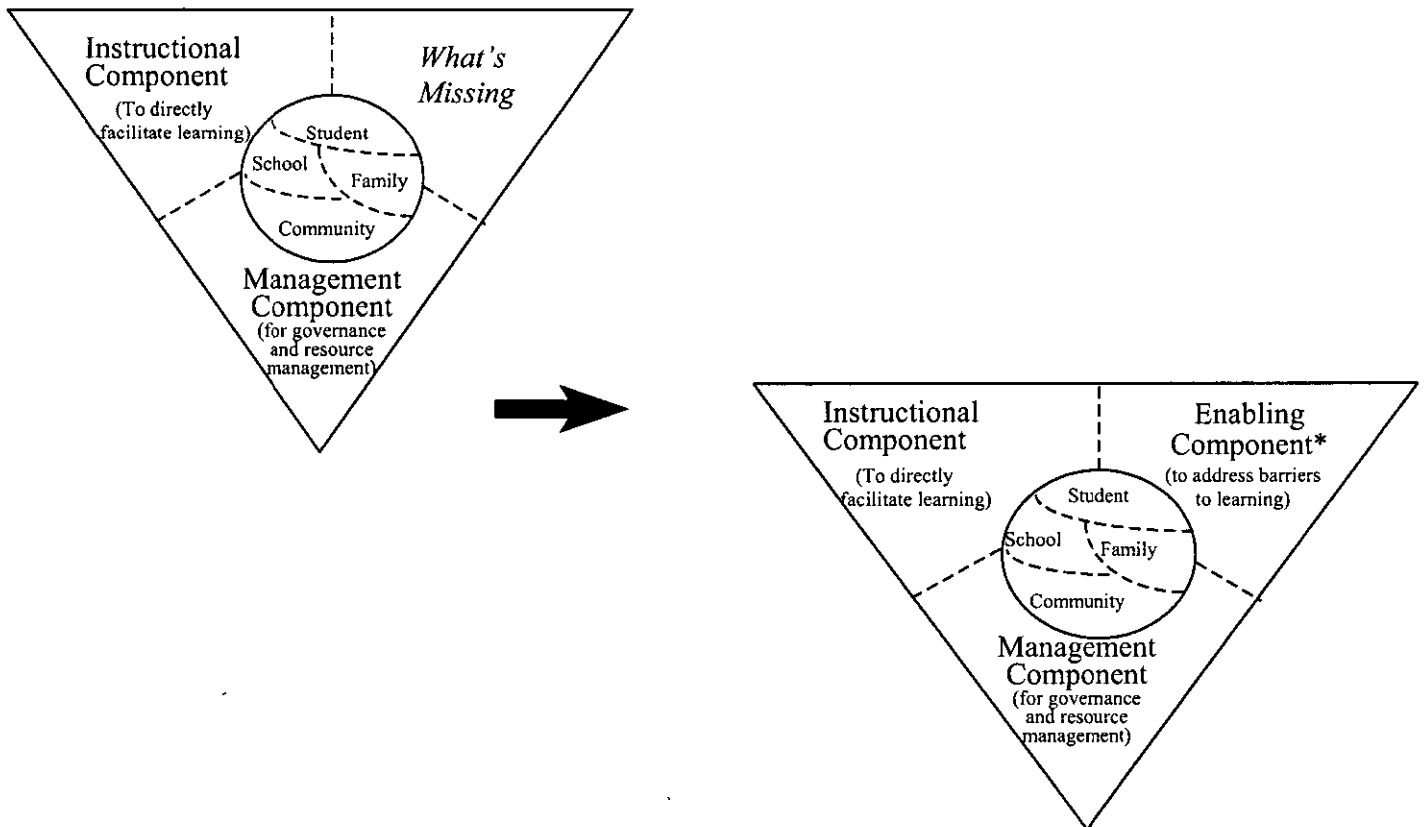 Instructional
Component
(To directly
facilitate learning)
What's
Missing
Student
School
Family
Community
Management
Component
(for governance
and resource
management)
Instructional
Component
(To directly
facilitate learning)
Enabling
Component*
(to address barriers
to learning)
Student
School
Family
Community
Management
Component
(for governance
and resource
management)